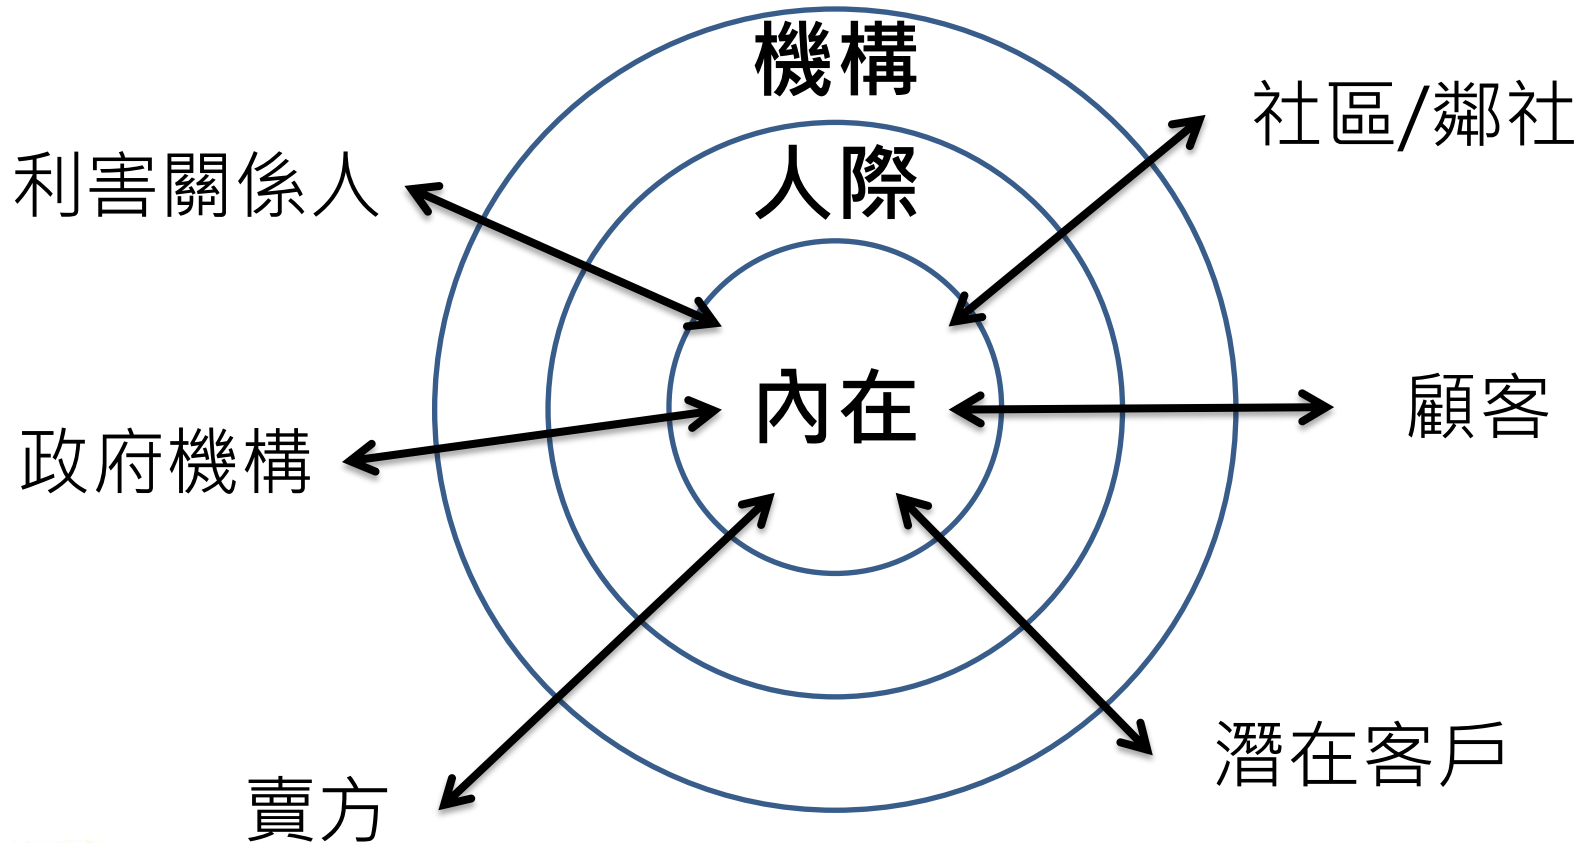 機構
社區/鄰社
人際
利害關係人
內在
顧客
政府機構
潛在客戶
賣方